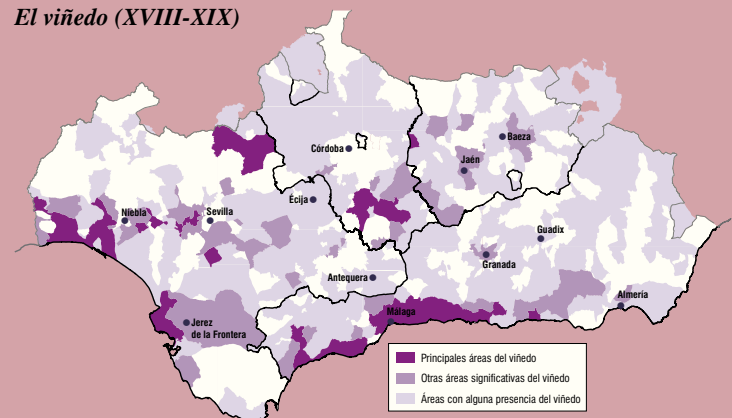 El viñedo (XVIII-XIX)
Córdoba
Baeza
Jaén
Écija
Niebla
Sevilla
Guadix
Granada
Antequera
Almería
Málaga
Jerez
de la Frontera
Principales áreas del viñedo
Otras áreas significativas del viñedo
Áreas con alguna presencia del viñedo